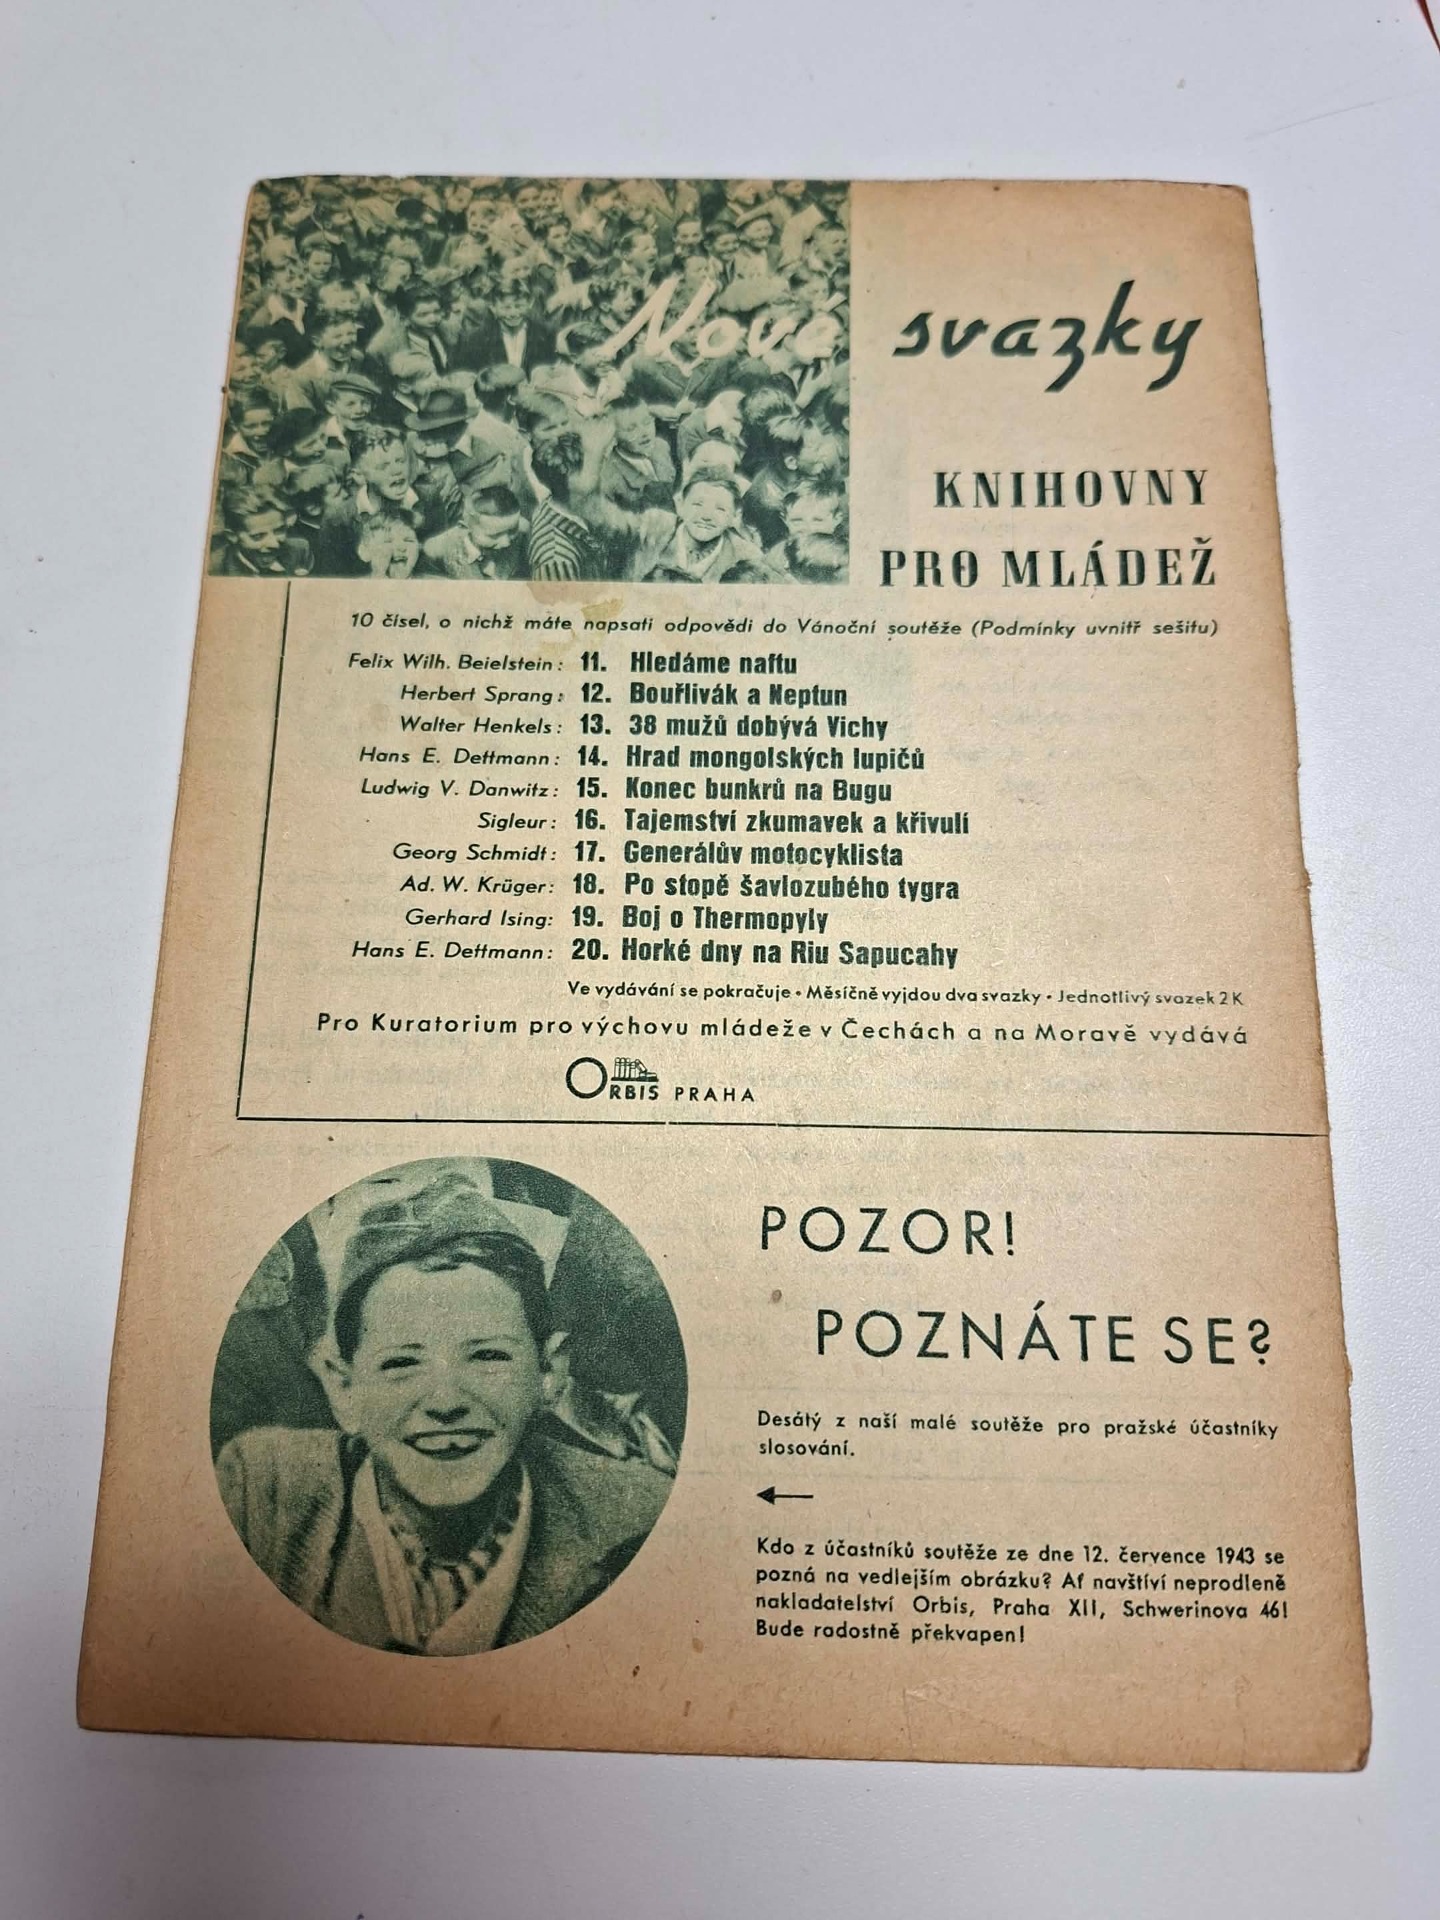 Nové svazky
KNIHOVNY
PRO MLÁDEŽ
10 čísel, o nichž máte napsati odpovědi do Vánoční soutěže (Podmínky uvnitř sešitu)
Felix Wilh. Beielstein: 11. Hledáme naftu
Herbert Sprang: 12. Bouřlivák a Neptun
Walter Henkels: 13. 38 mužů dobývá Vichy
Hans E. Dettmann: 14. Hrad mongolských lupičů
Ludwig V. Danwitz: 15. Konec bunkrů na Bugu
Sigleur: 16. Tajemství zkumavek a křivulí
Georg Schmidt: 17. Generálův motocyklista
Ad. W. Krüger: 18. Po stopě šavlozubého tygra
Gerhard Ising: 19. Boj o Thermopyly
Hans E. Dettmann: 20. Horké dny na Riu Sapucahy
Ve vydávání se pokračuje • Měsíčně vyjdou dva svazky • Jednotlivý svazek 2 K
Pro Kuratorium pro výchovu mládeže v Čechách a na Moravě vydává
ORBIS PRAHA
POZOR!
POZNÁTE SE?
Desátý z naší malé soutěže pro pražské účastníky
slosování.
Kdo z účastníků soutěže ze dne 12. července 1943 se
pozná na vedlejším obrázku? Ať navštíví neprodleně
nakladatelství Orbis, Praha XII, Schwerinova 46!
Bude radostně překvapen!